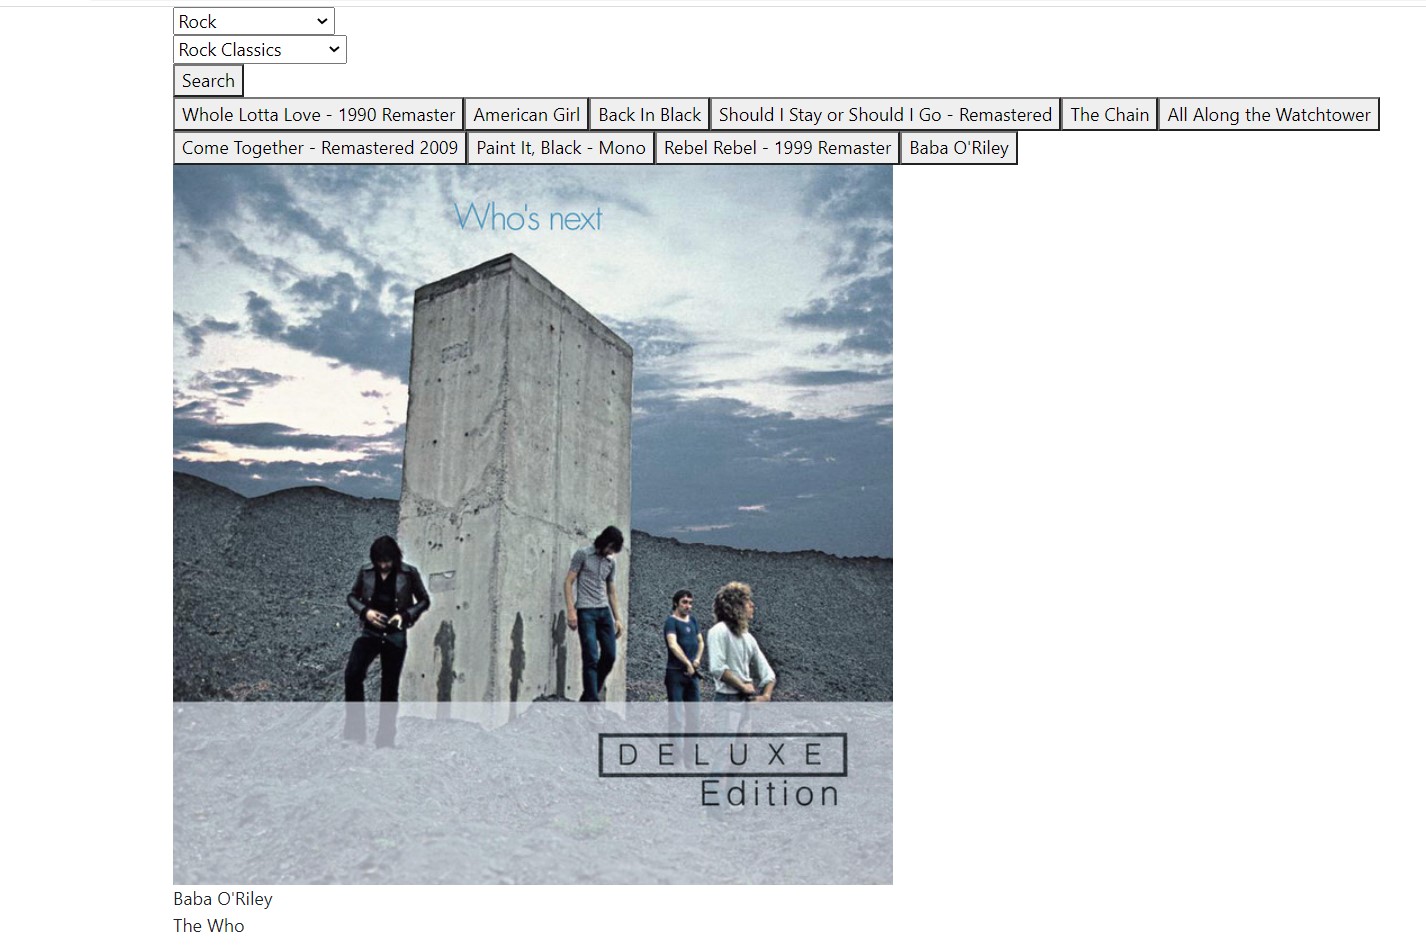 Rock
Rock Classics
Search
Whole Lotta Love - 1990 Remaster American Girl Back In Black Should I Stay or Should I Go - Remastered The Chain All Along the Watchtower
Come Together - Remastered 2009 Paint It, Black - Mono Rebel Rebel - 1999 Remaster Baba O'Riley
Who's next
DELUXE
Edition
Baba O'Riley
The Who